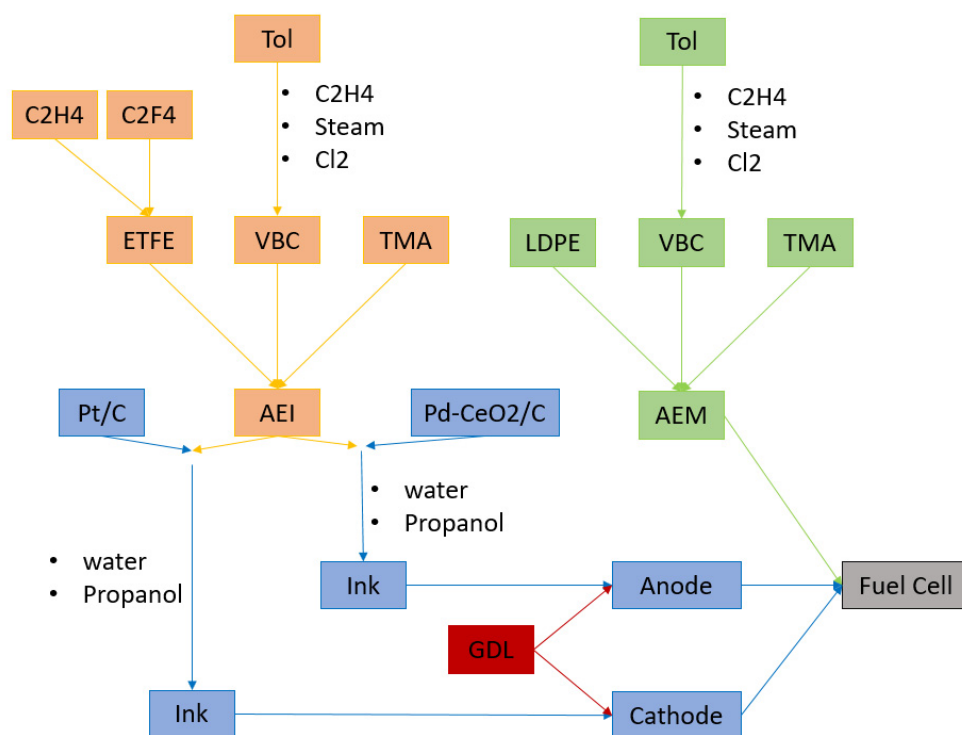 Tol
Tol
• C2H4
• Steam
• Cl2
• C2H4
• Steam
• Cl2
C2H4
C2F4
ETFE
VBC
TMA
LDPE
VBC
TMA
Pt/C
AEI
Pd-CeO2/C
AEM
• water
• Propanol
• water
• Propanol
Ink
Anode
Fuel Cell
GDL
Ink
Cathode